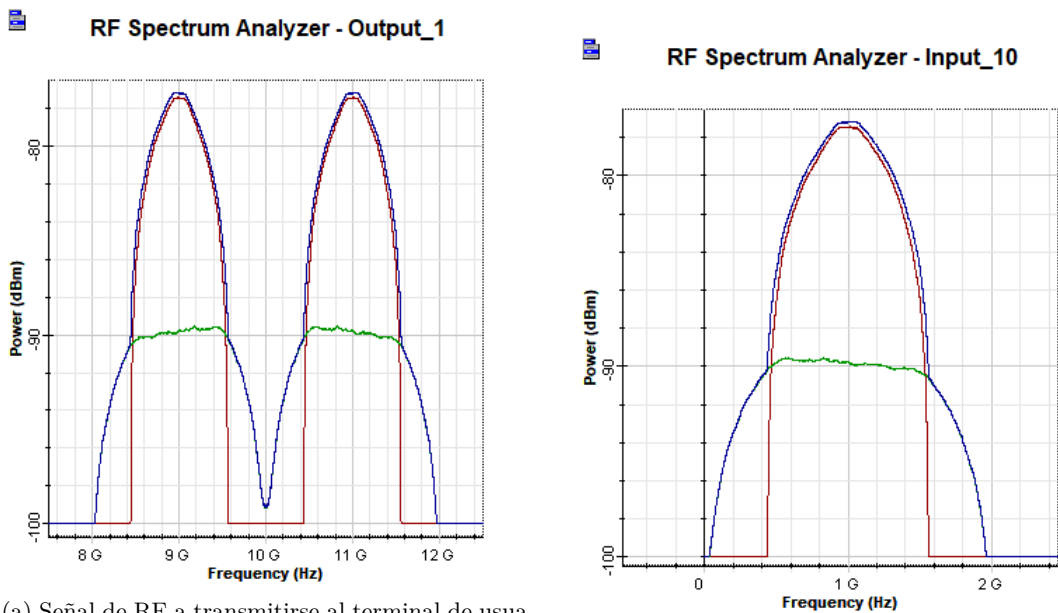 RF Spectrum Analyzer - Output_1
Power (dBm)
-80
-90
-100
8 G 9 G 10 G 11 G 12 G
Frequency (Hz)
(a) Señal de RF a transmitirse al terminal de usua
RF Spectrum Analyzer - Input_10
Power (dBm)
-80
-90
-100
0 1 G 2 G
Frequency (Hz)